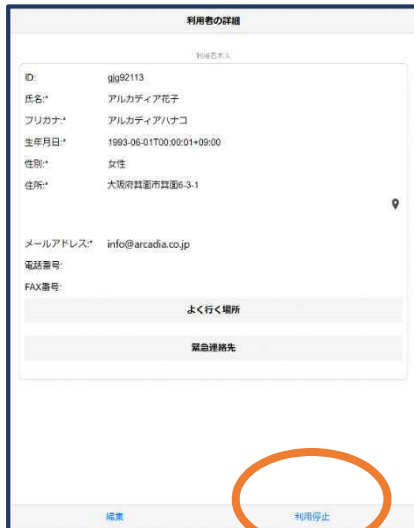 利用者の詳細
利用者本人
ID: gjg92113
氏名:* アルカディア花子
フリガナ:* アルカディアハナコ
生年月日:* 1993-06-01T00:00:01+09:00
性別:* 女性
住所:* 大阪府箕面市箕面6-3-1
メールアドレス:* info@arcadia.co.jp
電話番号:
FAX番号:
よく行く場所
緊急連絡先
編集 利用停止